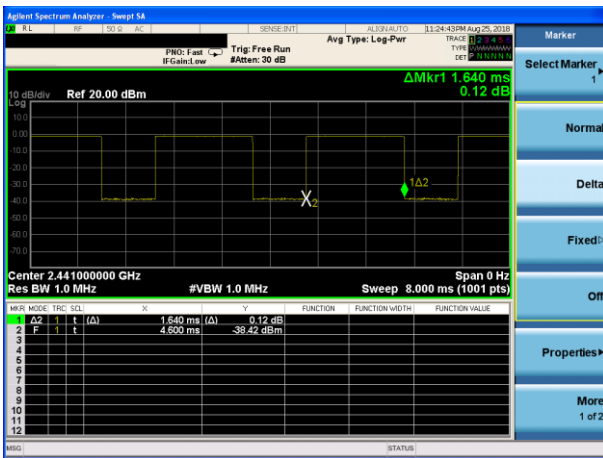 Agilent Spectrum Analyzer - Swept SA
RL RF 50 Ω AC SENSE:INT ALIGNAUTO 11:24:43PM Aug 25, 2018
Avg Type: Log-Pwr TRACE 1 2 3 4 5 6
PNO: Fast Trig: Free Run TYPE
IFGain:Low #Atten: 30 dB DET P N N N N N
ΔMkr1 1.640 ms
0.12 dB
10 dB/div Ref 20.00 dBm
Log
10.0
0.00
-10.0
-20.0
-30.0
-40.0
-50.0
-60.0
-70.0
1Δ2
X2
Center 2.441000000 GHz Span 0 Hz
Res BW 1.0 MHz #VBW 1.0 MHz Sweep 8.000 ms (1001 pts)
MKR MODE TRC SCL X Y FUNCTION FUNCTION WIDTH FUNCTION VALUE
1 Δ2 1 t (Δ) 1.640 ms (Δ) 0.12 dB
2 F 1 t 4.600 ms -38.42 dBm
3
4
5
6
7
8
9
10
11
12
MSG STATUS
Marker
Select Marker
1
Normal
Delta
Fixed
Off
Properties
More
1 of 2